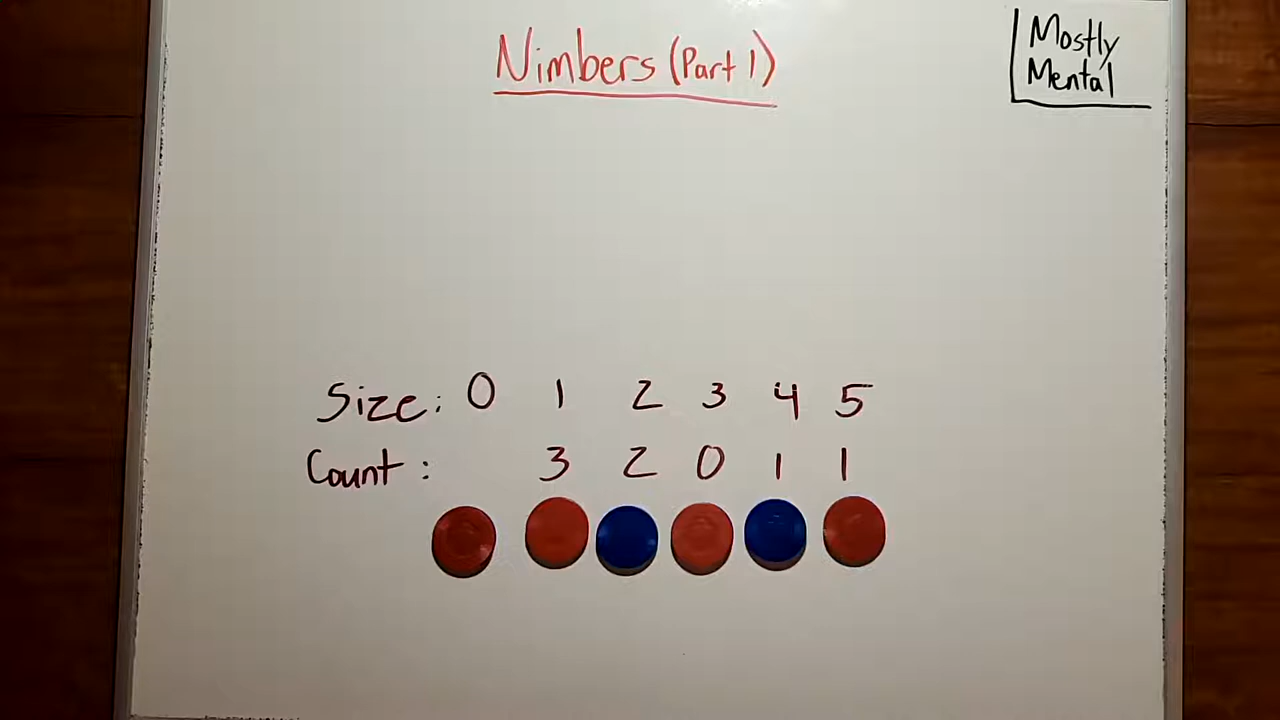 Nimbers (Part 1)
Mostly
Mental
Size: 0 1 2 3 4 5
Count: 3 2 0 1 1